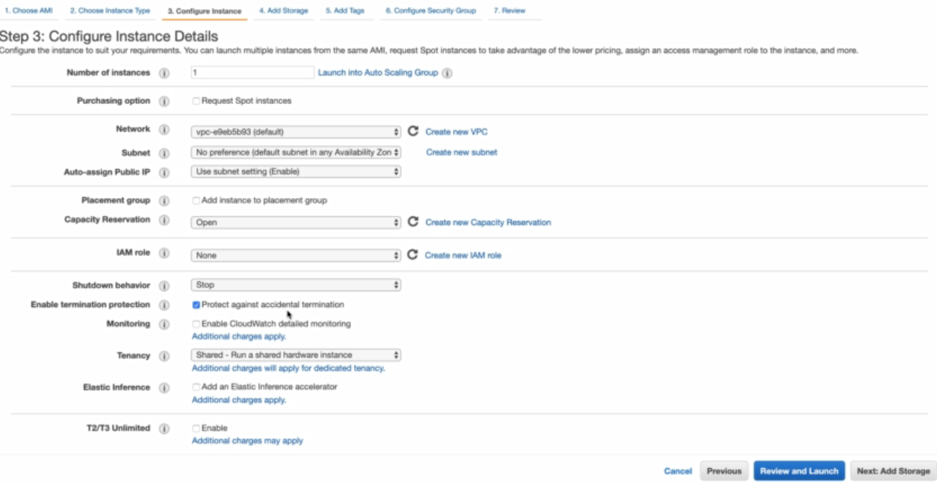 1. Choose AMI 2. Choose Instance Type 3. Configure Instance 4. Add Storage 5. Add Tags 6. Configure Security Group 7. Review
Step 3: Configure Instance Details
Configure the instance to suit your requirements. You can launch multiple instances from the same AMI, request Spot instances to take advantage of the lower pricing, assign an access management role to the instance, and more.
Number of instances 1 Launch into Auto Scaling Group
Purchasing option Request Spot instances
Network vpc-e9eb5b93 (default) Create new VPC
Subnet No preference (default subnet in any Availability Zon Create new subnet
Auto-assign Public IP Use subnet setting (Enable)
Placement group Add instance to placement group
Capacity Reservation Open Create new Capacity Reservation
IAM role None Create new IAM role
Shutdown behavior Stop
Enable termination protection Protect against accidental termination
Monitoring Enable CloudWatch detailed monitoring
Additional charges apply.
Tenancy Shared - Run a shared hardware instance
Additional charges will apply for dedicated tenancy.
Elastic Inference Add an Elastic Inference accelerator
Additional charges apply.
T2/T3 Unlimited Enable
Additional charges may apply
Cancel Previous Review and Launch Next: Add Storage